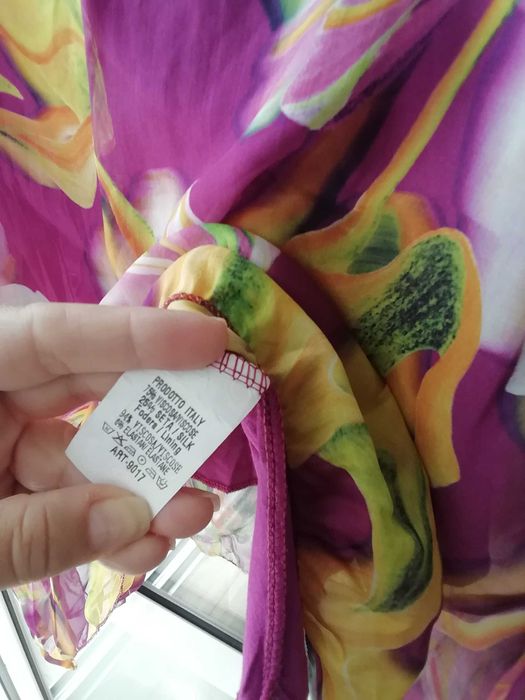 PRODOTTO ITALY
75% VISCOSA/VISCOSE
25% SETA / SILK
Fodera / Lining
94% VISCOSA/VISCOSE
6% ELASTAN/ELASTANE
ART-9017